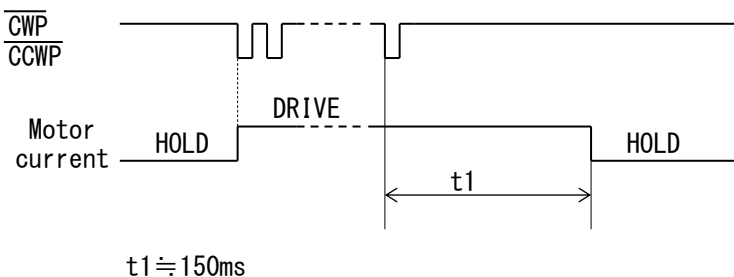 CWP
CCWP
DRIVE
Motor
current
HOLD
HOLD
t1
t1≒150ms